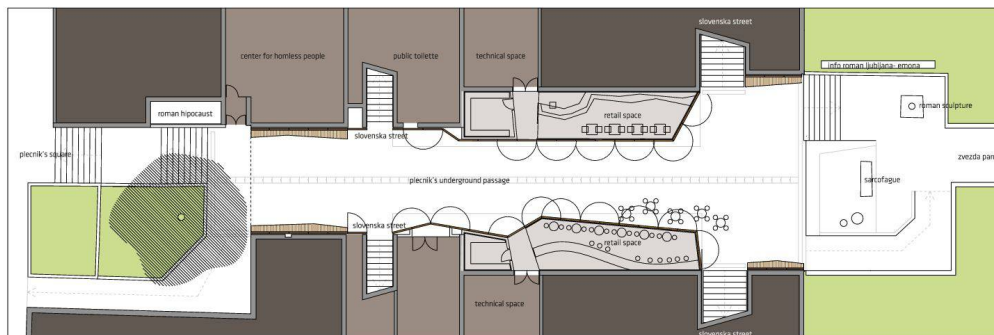 slovenska street
center for homless people
public toilette
technical space
info roman ljubljana- emona
roman hipocaust
retail space
roman sculpture
slovenska street
plecnik's square
zvezda par
plecnik's underground passage
sarcofague
slovenska street
retail space
technical space
slovenska street